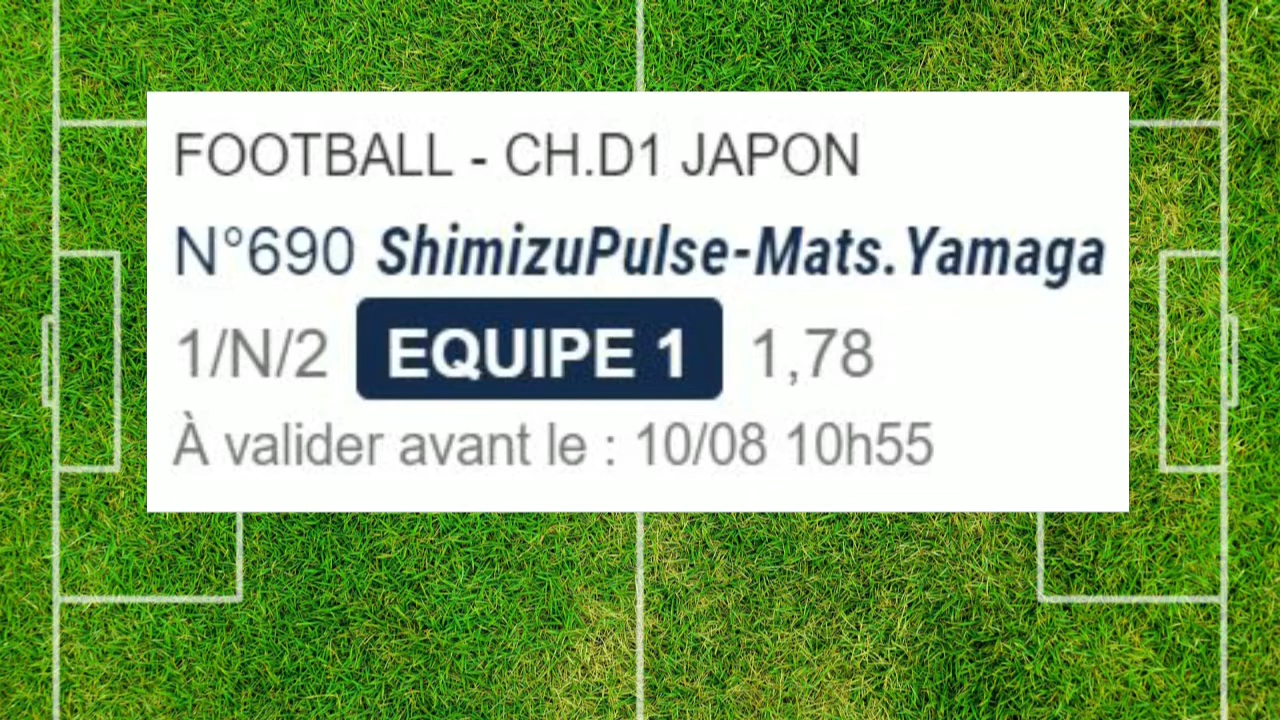 FOOTBALL - CH.D1 JAPON
N°690 ShimizuPulse-Mats.Yamaga
1/N/2 EQUIPE 1 1,78
À valider avant le : 10/08 10h55